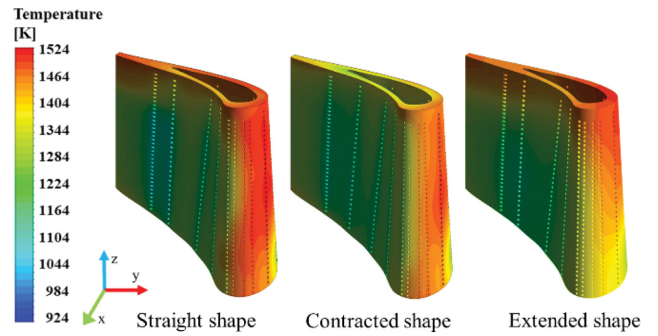 Temperature
[K]
1524
1464
1404
1344
1284
1224
1164
1104
1044
984
924
z
y
x
Straight shape
Contracted shape
Extended shape